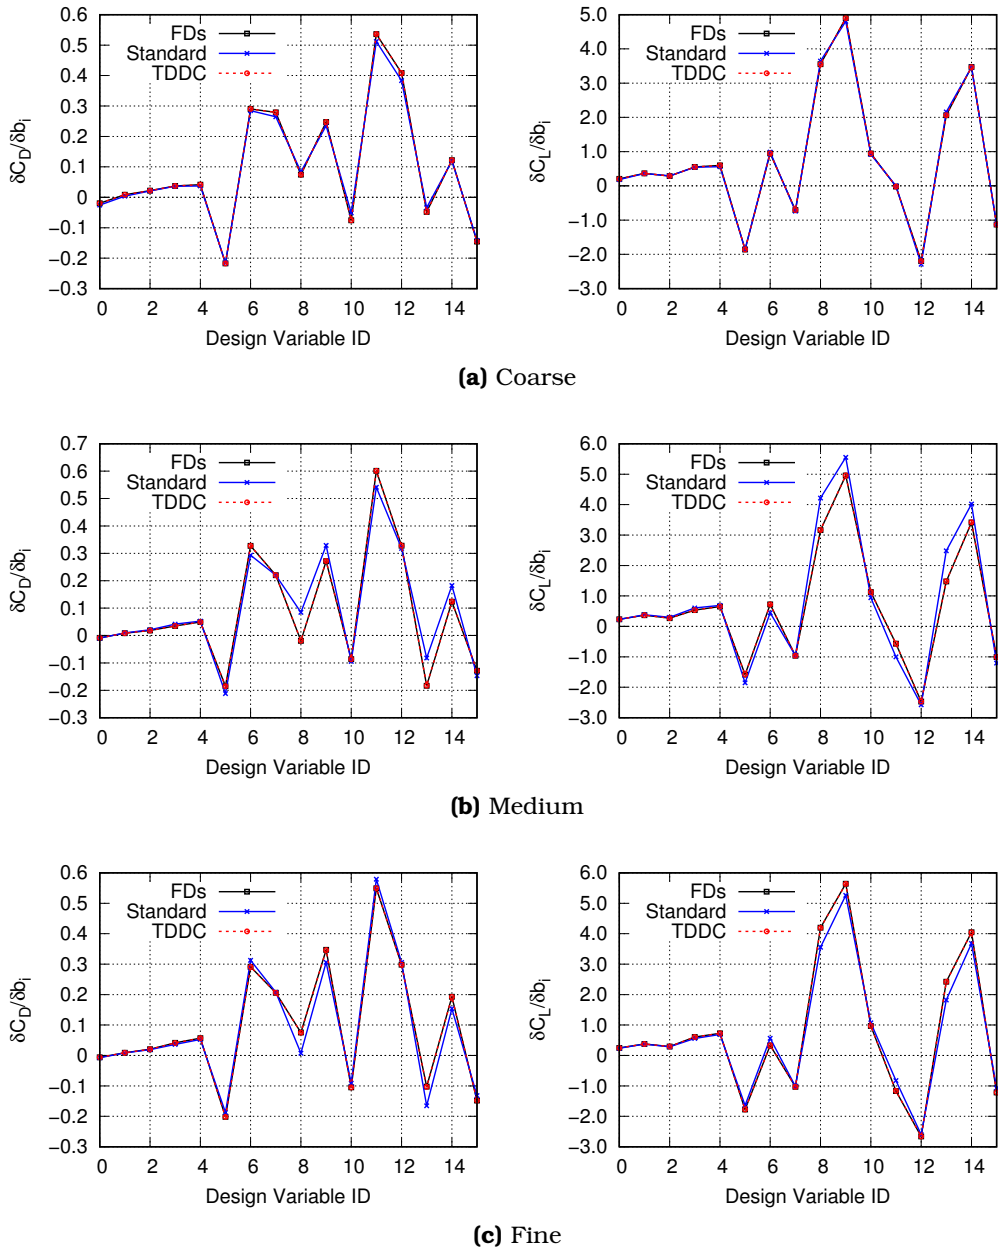 0.6
0.5
0.4
0.3
0.2
0.1
0
−0.1
−0.2
−0.3
δC_D/δb_i
FDs
Standard
TDDC
0 2 4 6 8 10 12 14
Design Variable ID
5.0
4.0
3.0
2.0
1.0
0
−1.0
−2.0
−3.0
δC_L/δb_i
FDs
Standard
TDDC
0 2 4 6 8 10 12 14
Design Variable ID
(a) Coarse
0.7
0.6
0.5
0.4
0.3
0.2
0.1
0
−0.1
−0.2
−0.3
δC_D/δb_i
FDs
Standard
TDDC
0 2 4 6 8 10 12 14
Design Variable ID
6.0
5.0
4.0
3.0
2.0
1.0
0
−1.0
−2.0
−3.0
δC_L/δb_i
FDs
Standard
TDDC
0 2 4 6 8 10 12 14
Design Variable ID
(b) Medium
0.6
0.5
0.4
0.3
0.2
0.1
0
−0.1
−0.2
−0.3
δC_D/δb_i
FDs
Standard
TDDC
0 2 4 6 8 10 12 14
Design Variable ID
6.0
5.0
4.0
3.0
2.0
1.0
0
−1.0
−2.0
−3.0
δC_L/δb_i
FDs
Standard
TDDC
0 2 4 6 8 10 12 14
Design Variable ID
(c) Fine